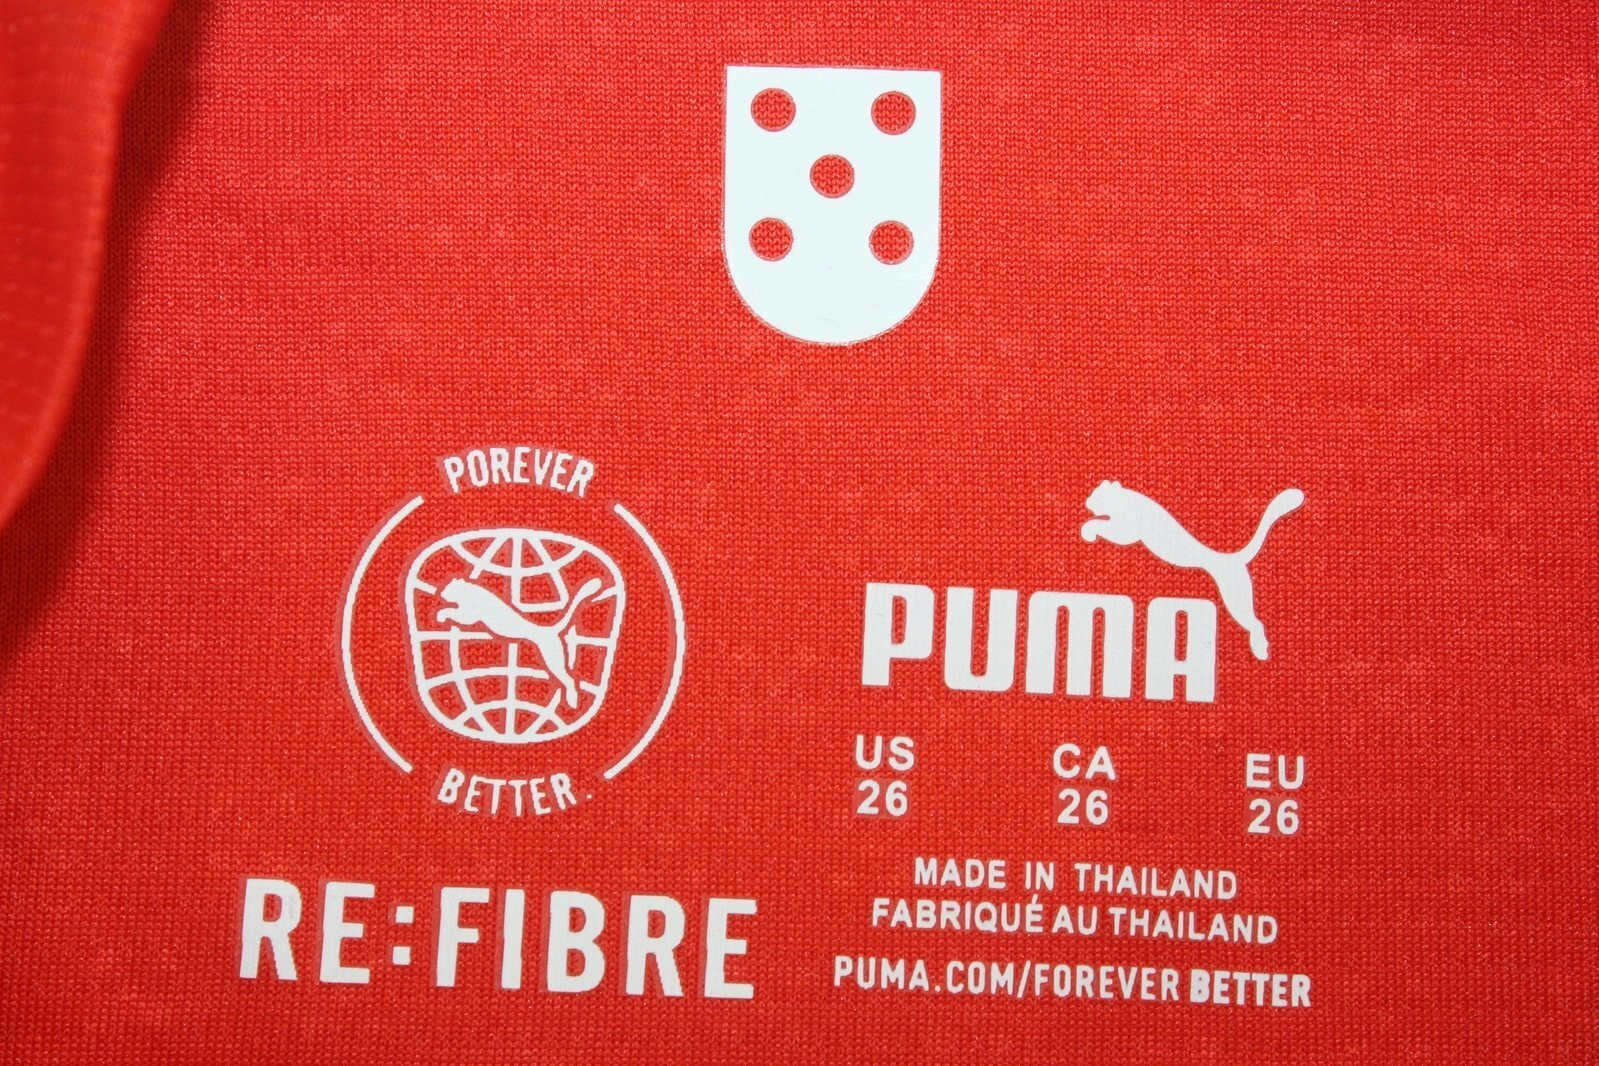 POREVER
BETTER.
RE:FIBRE
PUMA
US CA EU
26 26 26
MADE IN THAILAND
FABRIQUÉ AU THAILAND
PUMA.COM/FOREVER BETTER